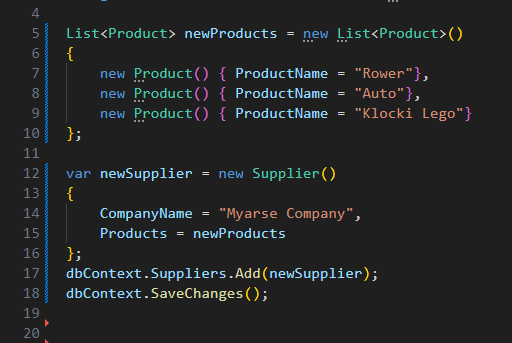 4
5 List<Product> newProducts = new List<Product>()
6 {
7 new Product() { ProductName = "Rower"},
8 new Product() { ProductName = "Auto"},
9 new Product() { ProductName = "Klocki Lego"}
10 };
11
12 var newSupplier = new Supplier()
13 {
14 CompanyName = "Myarse Company",
15 Products = newProducts
16 };
17 dbContext.Suppliers.Add(newSupplier);
18 dbContext.SaveChanges();
19
20